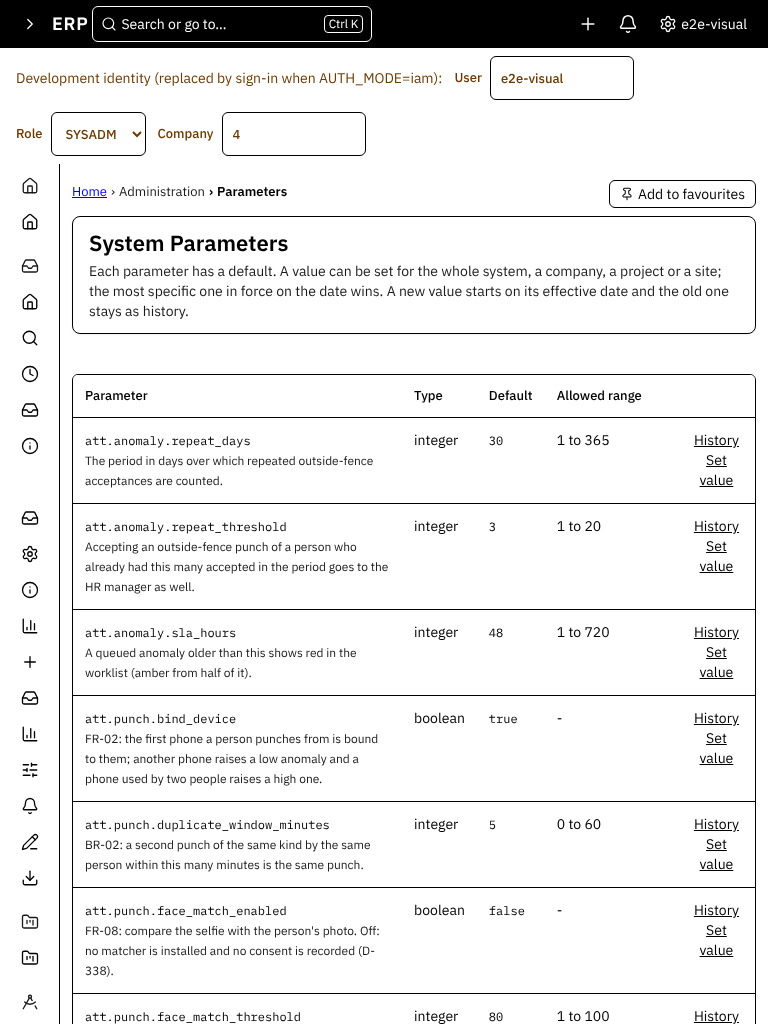 ERP Search or go to... Ctrl K e2e-visual
Development identity (replaced by sign-in when AUTH_MODE=iam): User e2e-visual
Role SYSADM Company 4
Home › Administration › Parameters Add to favourites
System Parameters
Each parameter has a default. A value can be set for the whole system, a company, a project or a site;
the most specific one in force on the date wins. A new value starts on its effective date and the old one
stays as history.
Parameter Type Default Allowed range
att.anomaly.repeat_days integer 30 1 to 365 History
The period in days over which repeated outside-fence Set
acceptances are counted. value
att.anomaly.repeat_threshold integer 3 1 to 20 History
Accepting an outside-fence punch of a person who Set
already had this many accepted in the period goes to the value
HR manager as well.
att.anomaly.sla_hours integer 48 1 to 720 History
A queued anomaly older than this shows red in the Set
worklist (amber from half of it). value
att.punch.bind_device boolean true - History
FR-02: the first phone a person punches from is bound Set
to them; another phone raises a low anomaly and a value
phone used by two people raises a high one.
att.punch.duplicate_window_minutes integer 5 0 to 60 History
BR-02: a second punch of the same kind by the same Set
person within this many minutes is the same punch. value
att.punch.face_match_enabled boolean false - History
FR-08: compare the selfie with the person's photo. Off: Set
no matcher is installed and no consent is recorded (D- value
338).
att.punch.face_match_threshold integer 80 1 to 100 History